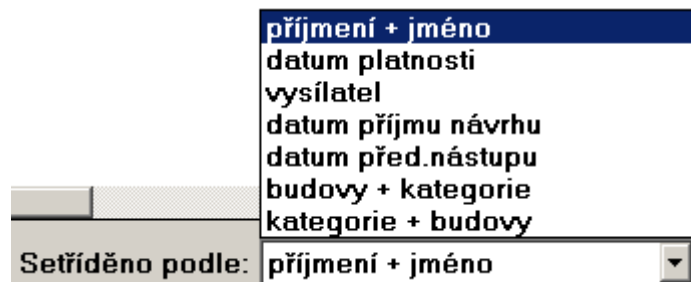 příjmení + jméno
datum platnosti
vysílatel
datum příjmu návrhu
datum před.nástupu
budovy + kategorie
kategorie + budovy
Setříděno podle: příjmení + jméno